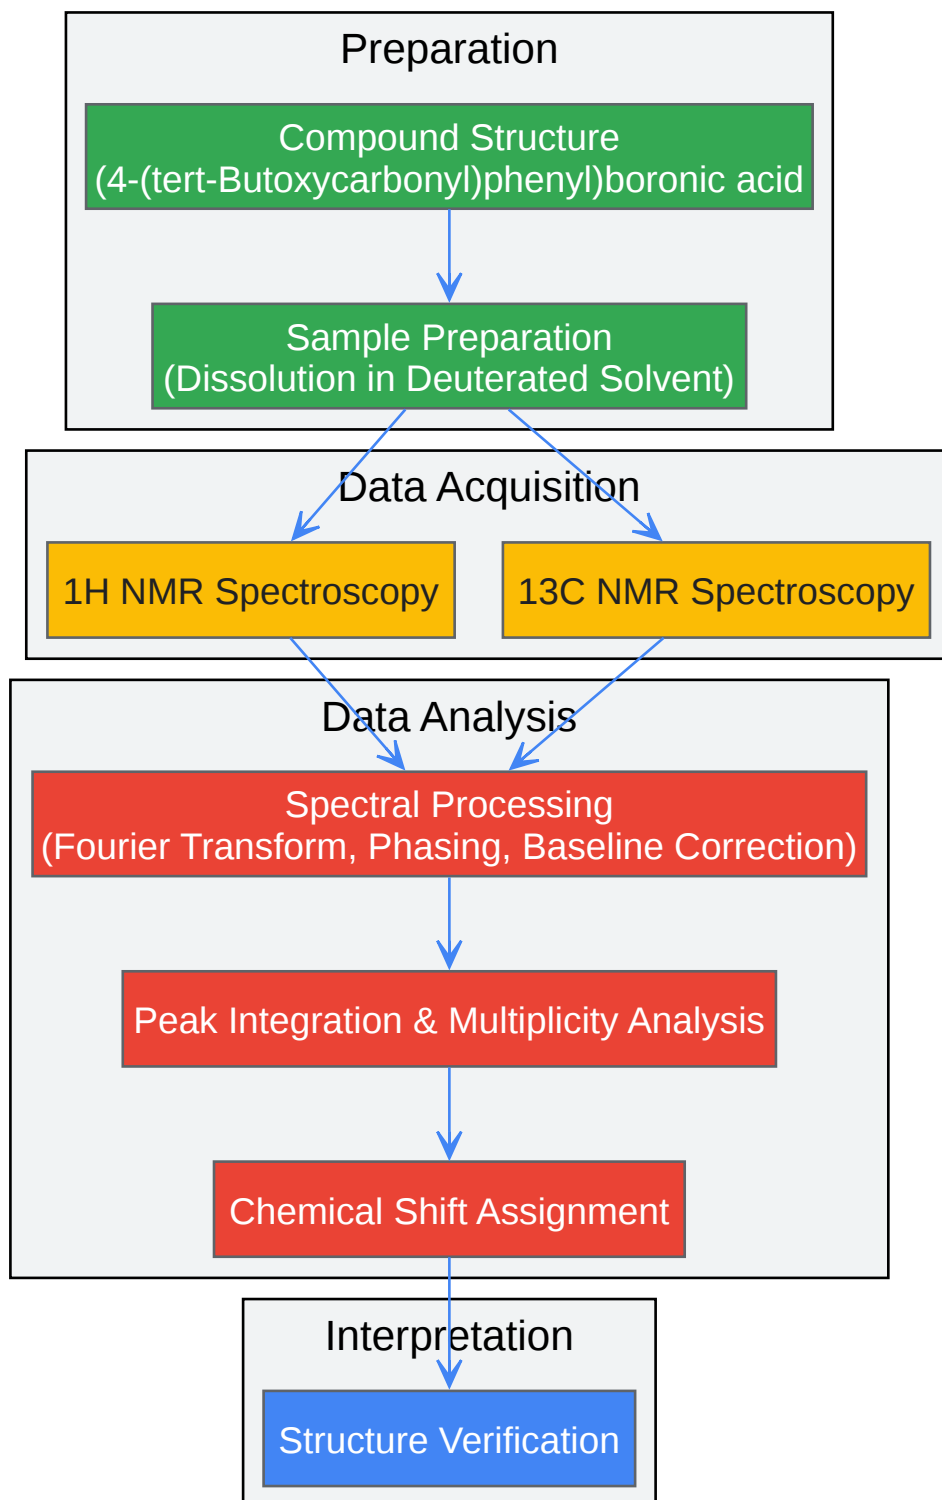 Preparation
Compound Structure
(4-(tert-Butoxycarbonyl)phenyl)boronic acid
Sample Preparation
(Dissolution in Deuterated Solvent)
Data Acquisition
1H NMR Spectroscopy
13C NMR Spectroscopy
Data Analysis
Spectral Processing
(Fourier Transform, Phasing, Baseline Correction)
Peak Integration & Multiplicity Analysis
Chemical Shift Assignment
Interpretation
Structure Verification